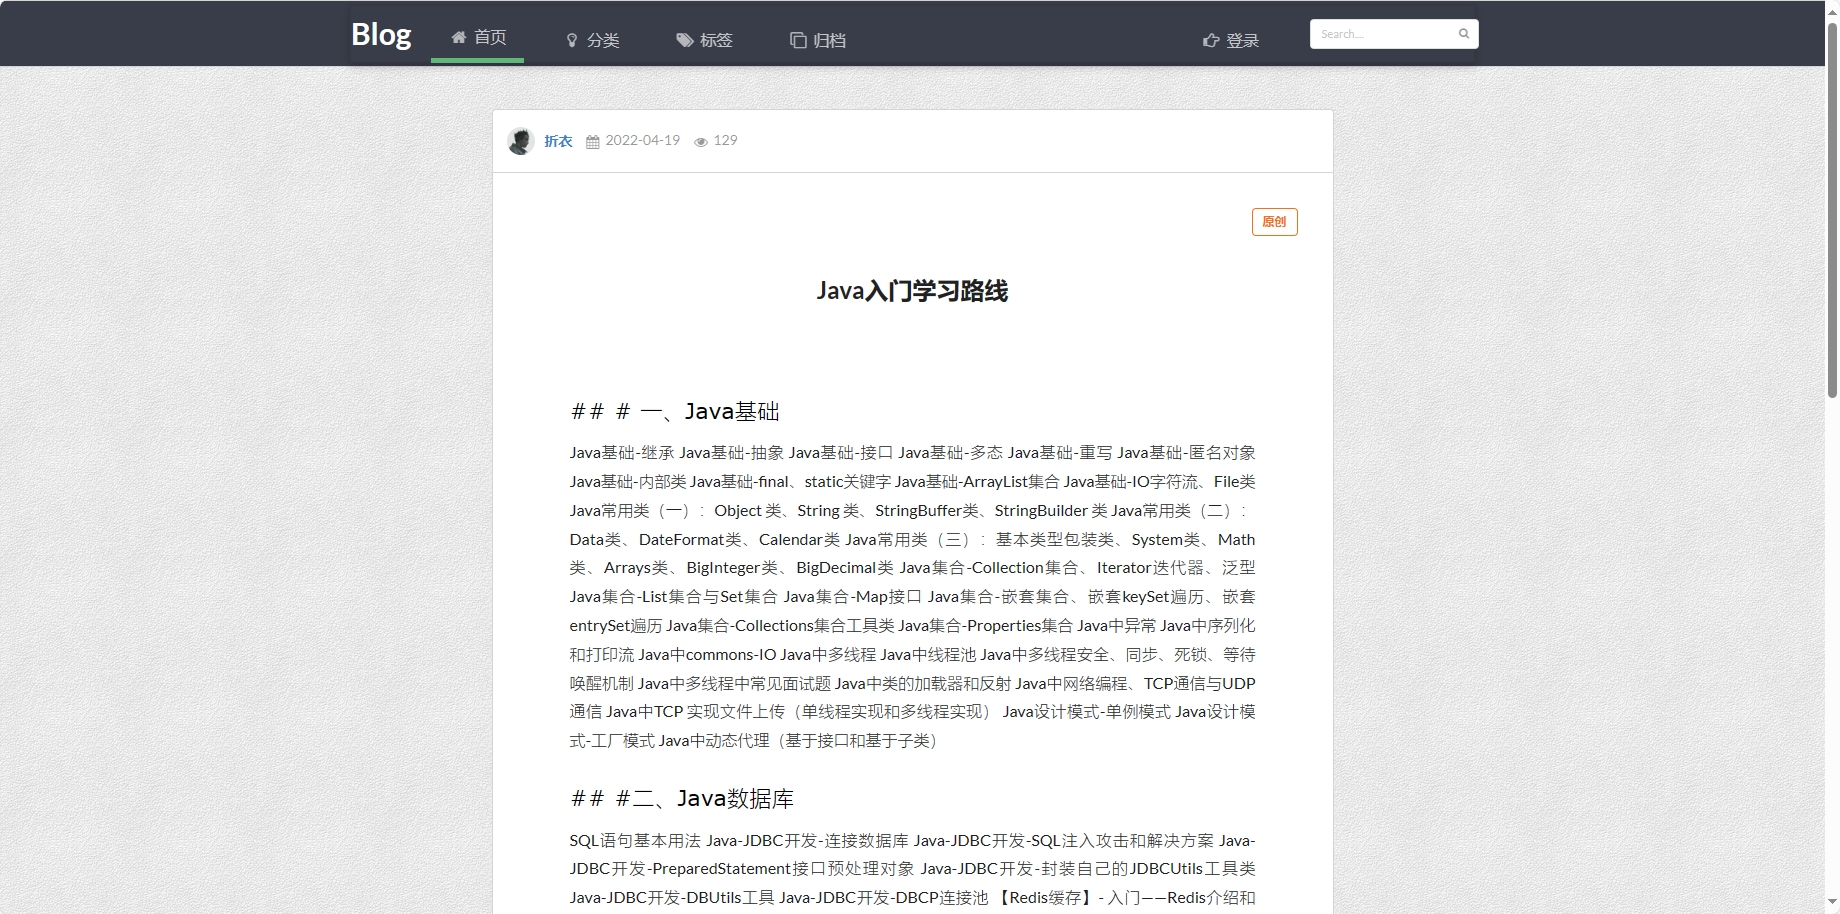 Blog 首页 分类 标签 归档 登录 Search....
折衣 2022-04-19 129
原创
Java入门学习路线
## # 一、Java基础
Java基础-继承 Java基础-抽象 Java基础-接口 Java基础-多态 Java基础-重写 Java基础-匿名对象
Java基础-内部类 Java基础-final、static关键字 Java基础-ArrayList集合 Java基础-IO字符流、File类
Java常用类（一）：Object 类、String 类、StringBuffer类、StringBuilder 类 Java常用类（二）：
Data类、DateFormat类、Calendar类 Java常用类（三）：基本类型包装类、System类、Math
类、Arrays类、BigInteger类、BigDecimal类 Java集合-Collection集合、Iterator迭代器、泛型
Java集合-List集合与Set集合 Java集合-Map接口 Java集合-嵌套集合、嵌套keySet遍历、嵌套
entrySet遍历 Java集合-Collections集合工具类 Java集合-Properties集合 Java中异常 Java中序列化
和打印流 Java中commons-IO Java中多线程 Java中线程池 Java中多线程安全、同步、死锁、等待
唤醒机制 Java中多线程中常见面试题 Java中类的加载器和反射 Java中网络编程、TCP通信与UDP
通信 Java中TCP 实现文件上传（单线程实现和多线程实现） Java设计模式-单例模式 Java设计模
式-工厂模式 Java中动态代理（基于接口和基于子类）
## #二、Java数据库
SQL语句基本用法 Java-JDBC开发-连接数据库 Java-JDBC开发-SQL注入攻击和解决方案 Java-
JDBC开发-PreparedStatement接口预处理对象 Java-JDBC开发-封装自己的JDBCUtils工具类
Java-JDBC开发-DBUtils工具 Java-JDBC开发-DBCP连接池 【Redis缓存】- 入门——Redis介绍和